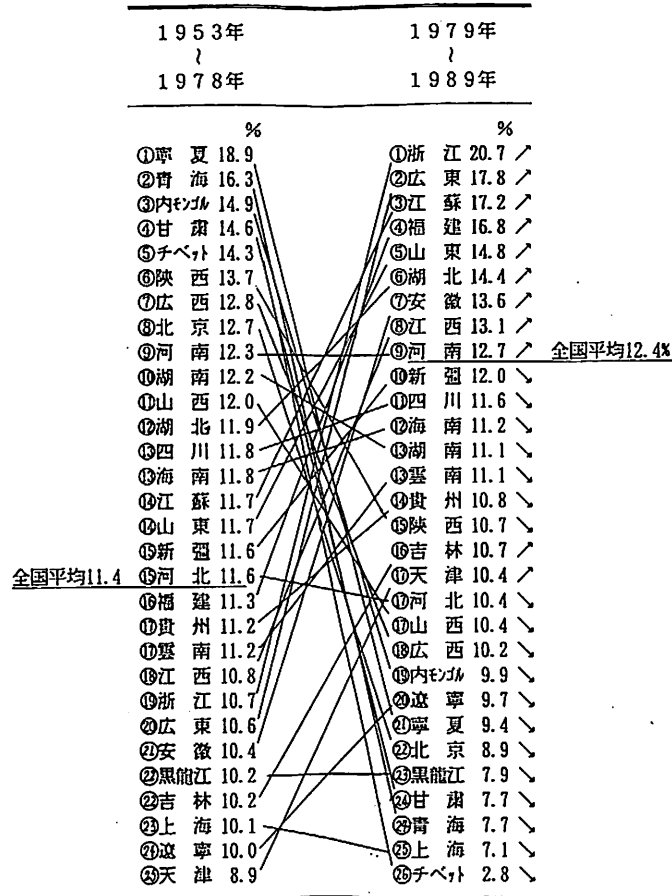 1953年
～
1978年
%
①寧夏 18.9
②青海 16.3
③内モンゴル 14.9
④甘粛 14.6
⑤チベット 14.3
⑥陝西 13.7
⑦広西 12.8
⑧北京 12.7
⑨河南 12.3
⑩湖南 12.2
⑪山西 12.0
⑫湖北 11.9
⑬四川 11.8
⑬海南 11.8
⑭江蘇 11.7
⑭山東 11.7
⑮新疆 11.6
全国平均11.4 ⑮河北 11.6
⑯福建 11.3
⑰貴州 11.2
⑰雲南 11.2
⑱江西 10.8
⑲浙江 10.7
⑳広東 10.6
㉑安徽 10.4
㉒黒龍江 10.2
㉒吉林 10.2
㉓上海 10.1
㉔遼寧 10.0
㉕天津 8.9
1979年
～
1989年
%
①浙江 20.7 ↗
②広東 17.8 ↗
③江蘇 17.2 ↗
④福建 16.8 ↗
⑤山東 14.8 ↗
⑥湖北 14.4 ↗
⑦安徽 13.6 ↗
⑧江西 13.1 ↗
⑨河南 12.7 ↗ 全国平均12.4%
⑩新疆 12.0 ↘
⑪四川 11.6 ↘
⑫海南 11.2 ↘
⑬湖南 11.1 ↘
⑬雲南 11.1 ↘
⑭貴州 10.8 ↘
⑮陝西 10.7 ↘
⑯吉林 10.7 ↗
⑰天津 10.4 ↗
⑰河北 10.4 ↘
⑰山西 10.4 ↘
⑱広西 10.2 ↘
⑲内モンゴル 9.9 ↘
⑳遼寧 9.7 ↘
㉑寧夏 9.4 ↘
㉒北京 8.9 ↘
㉓黒龍江 7.9 ↘
㉔甘粛 7.7 ↘
㉔青海 7.7 ↘
㉕上海 7.1 ↘
㉖チベット 2.8 ↘